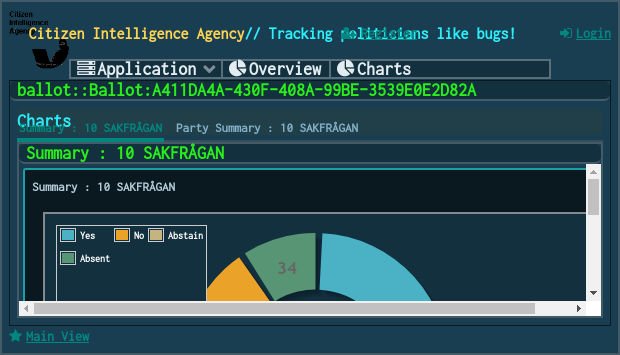 Citizen
Intelligence
Agen
Citizen Intelligence Agency// Tracking politicians like bugs!
Login
Application Overview Charts
ballot::Ballot:A411DA4A-430F-408A-99BE-3539E0E2D82A
Charts
Summary : 10 SAKFRÅGAN Party Summary : 10 SAKFRÅGAN
Summary : 10 SAKFRÅGAN
Summary : 10 SAKFRÅGAN
Yes No Abstain
Absent
34
Main View